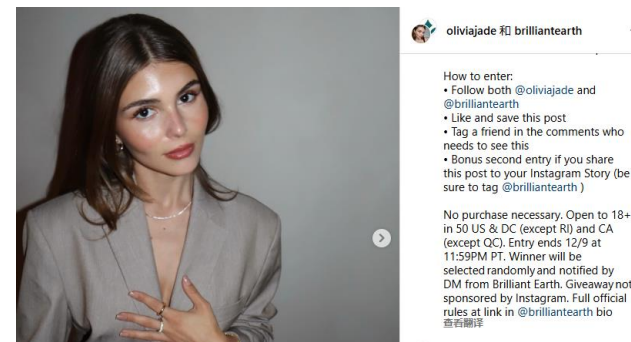 oliviajade 和 brilliantearth
How to enter:
• Follow both @oliviajade and
@brilliantearth
• Like and save this post
• Tag a friend in the comments who
needs to see this
• Bonus second entry if you share
this post to your Instagram Story (be
sure to tag @brilliantearth )
No purchase necessary. Open to 18+
in 50 US & DC (except RI) and CA
(except QC). Entry ends 12/9 at
11:59PM PT. Winner will be
selected randomly and notified by
DM from Brilliant Earth. Giveaway not
sponsored by Instagram. Full official
rules at link in @brilliantearth bio
查看翻译